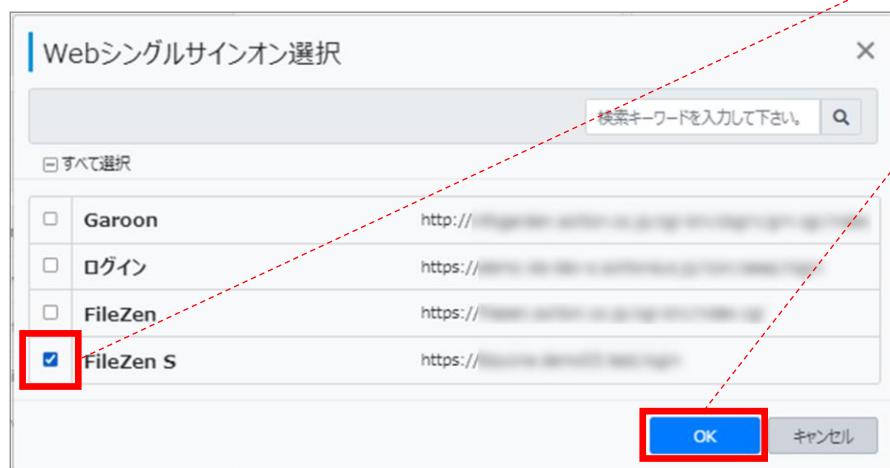 Webシングルサインオン選択
検索キーワードを入力して下さい。
すべて選択
Garoon http://
ログイン https://
FileZen https://
FileZen S https://
OK キャンセル